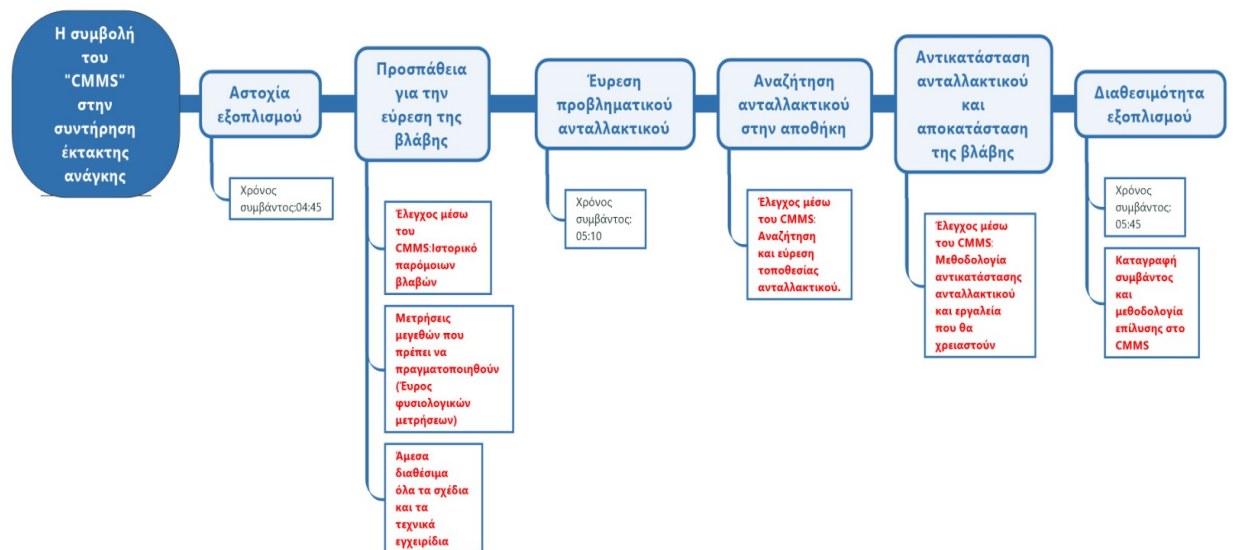 Η συμβολή
του
"CMMS"
στην
συντήρηση
έκτακτης
ανάγκης
Αστοχία
εξοπλισμού
Χρόνος
συμβάντος:04:45
Προσπάθεια
για την
εύρεση της
βλάβης
Έλεγχος μέσω
του
CMMS:Ιστορικό
παρόμοιων
βλαβών
Μετρήσεις
μεγεθών που
πρέπει να
πραγματοποιηθούν
(Έυρος
φυσιολογικών
μετρήσεων)
Άμεσα
διαθέσιμα
όλα τα σχέδια
και τα
τεχνικά
εγχειρίδια
Έυρεση
προβληματικού
ανταλλακτικού
Χρόνος
συμβάντος:
05:10
Αναζήτηση
ανταλλακτικού
στην αποθήκη
Έλεγχος μέσω
του CMMS:
Αναζήτηση
και εύρεση
τοποθεσίας
ανταλλακτικού.
Αντικατάσταση
ανταλλακτικού
και
αποκατάσταση
της βλάβης
Έλεγχος μέσω
του CMMS:
Μεθοδολογία
αντικατάστασης
ανταλλακτικού
και εργαλεία
που θα
χρειαστούν
Διαθεσιμότητα
εξοπλισμού
Χρόνος
συμβάντος:
05:45
Καταγραφή
συμβάντος
και
μεθοδολογία
επίλυσης στο
CMMS